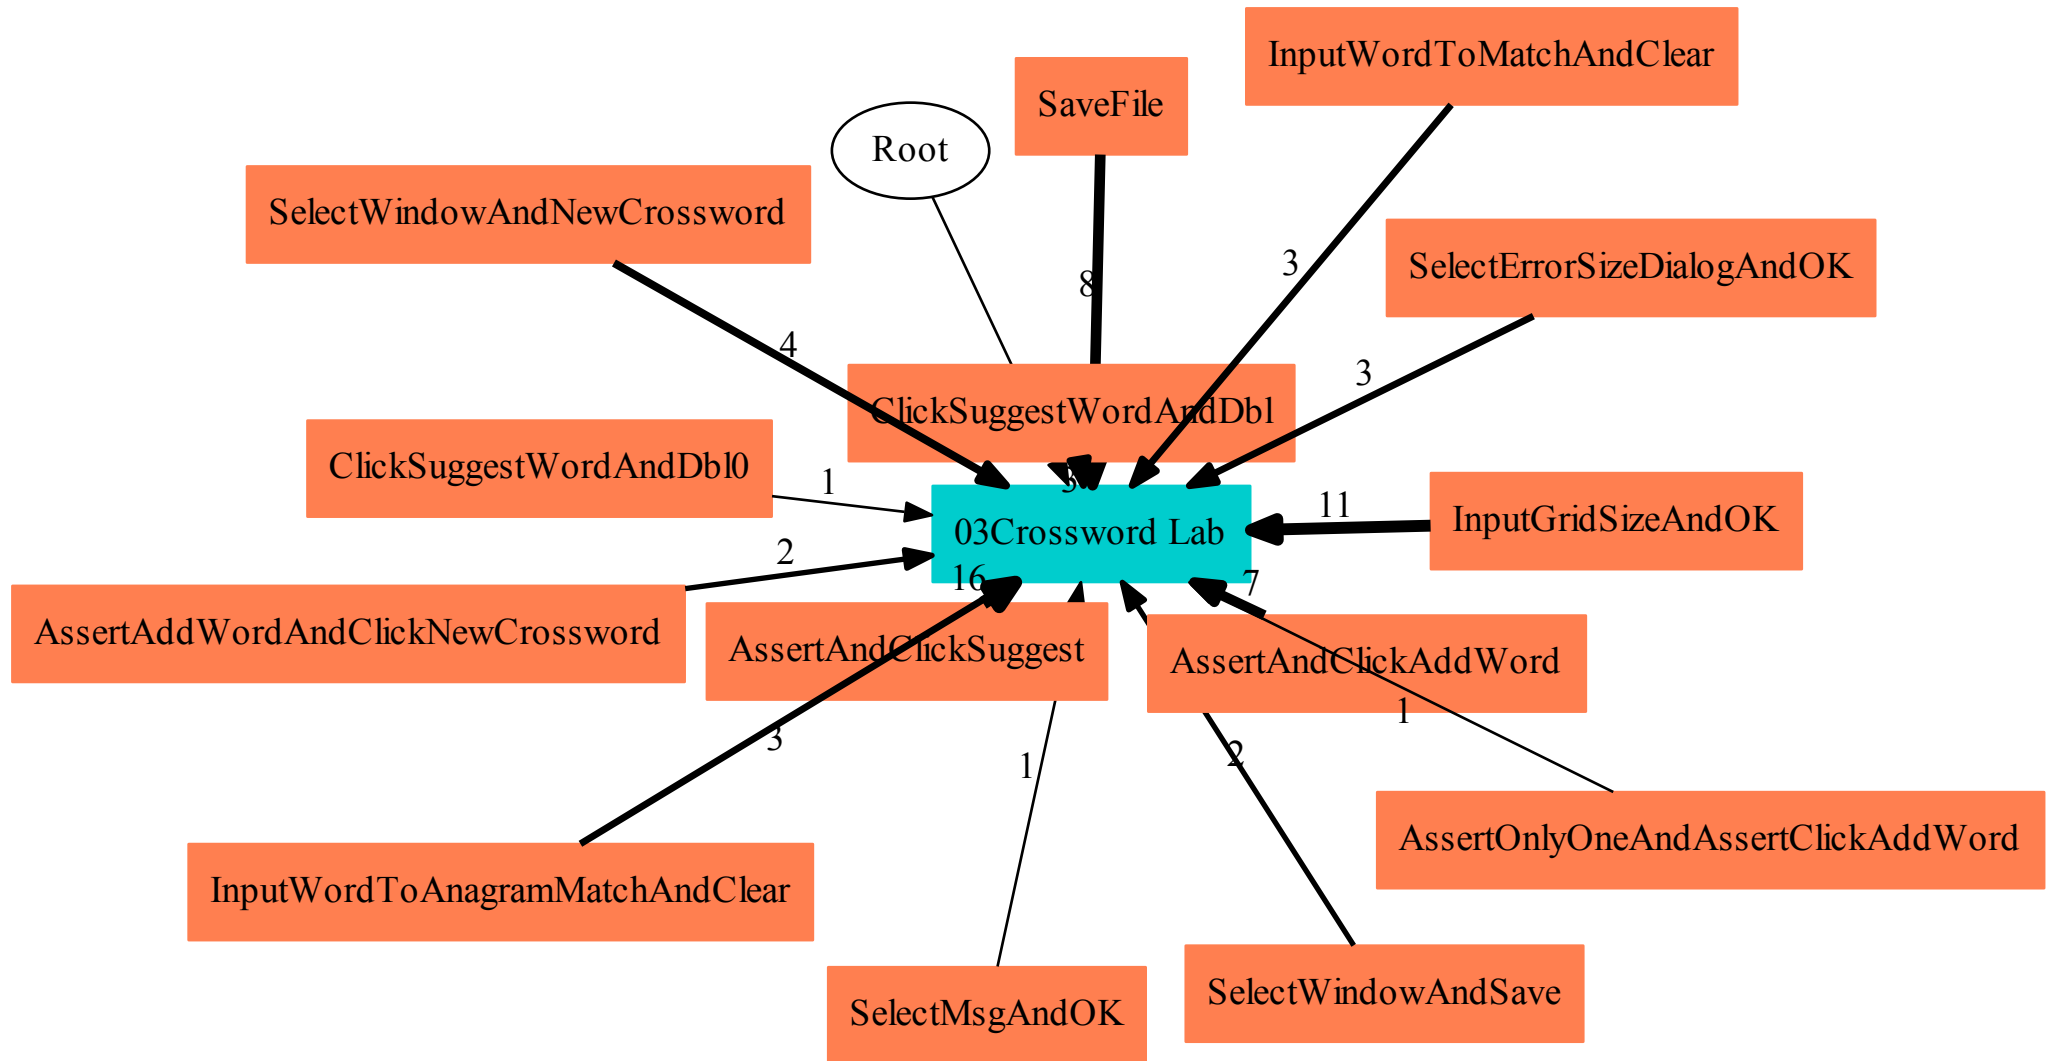 InputWordToMatchAndClear
SaveFile
Root
SelectWindowAndNewCrossword
SelectErrorSizeDialogAndOK
3
8
4
3
ClickSuggestWordAndDbl
ClickSuggestWordAndDbl0
1
3
11
InputGridSizeAndOK
03Crossword Lab
2
16
7
AssertAddWordAndClickNewCrossword
AssertAndClickSuggest
AssertAndClickAddWord
1
3
2
1
AssertOnlyOneAndAssertClickAddWord
InputWordToAnagramMatchAndClear
SelectWindowAndSave
SelectMsgAndOK